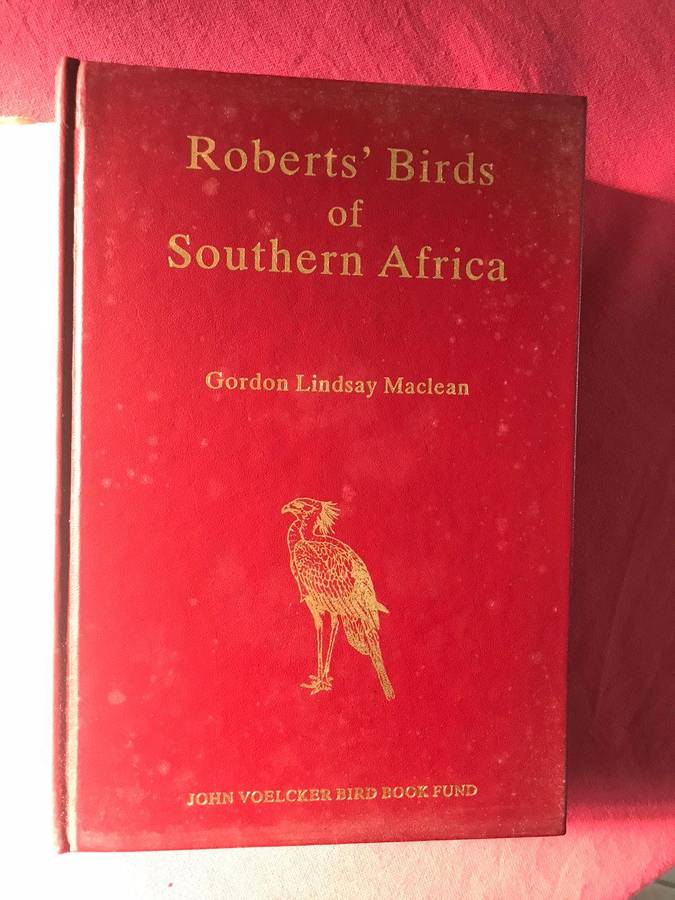 Roberts’ Birds
of
Southern Africa
Gordon Lindsay Maclean
JOHN VOELCKER BIRD BOOK FUND